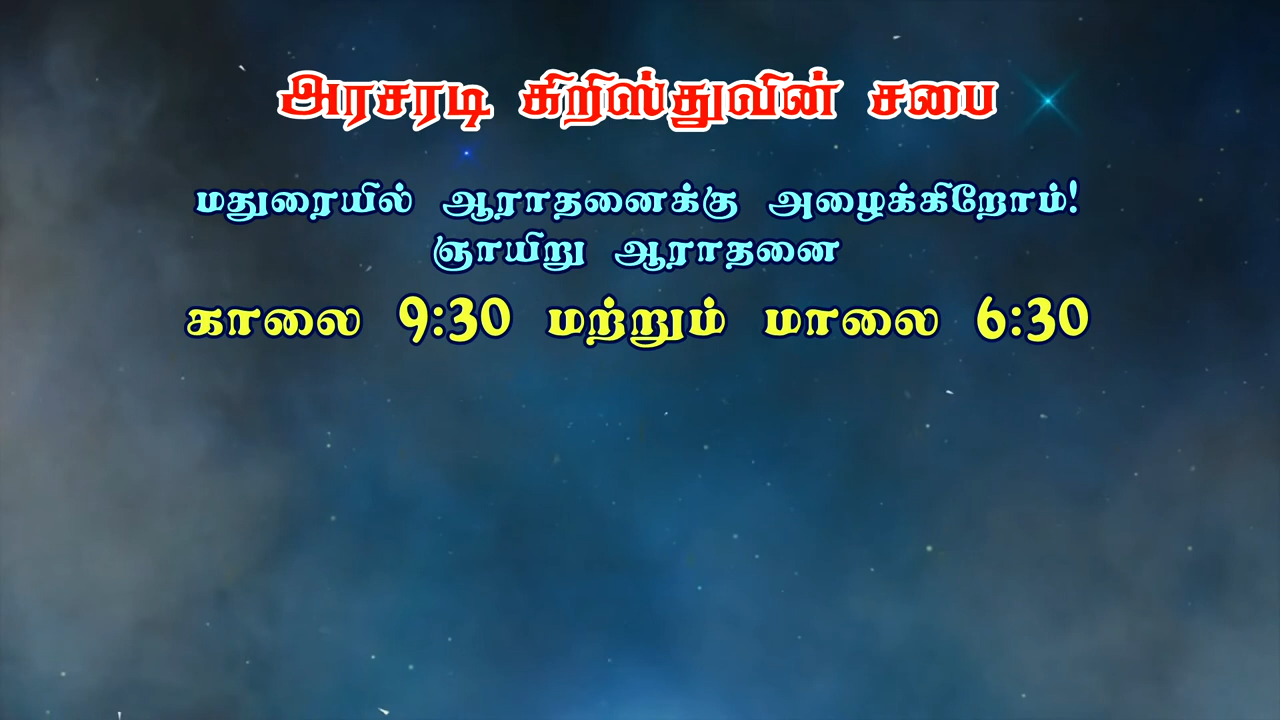 அரசரடி கிறிஸ்துவின் சபை
மதுரையில் ஆராதனைக்கு அழைக்கிறோம்!
ஞாயிறு ஆராதனை
காலை 9:30 மற்றும் மாலை 6:30